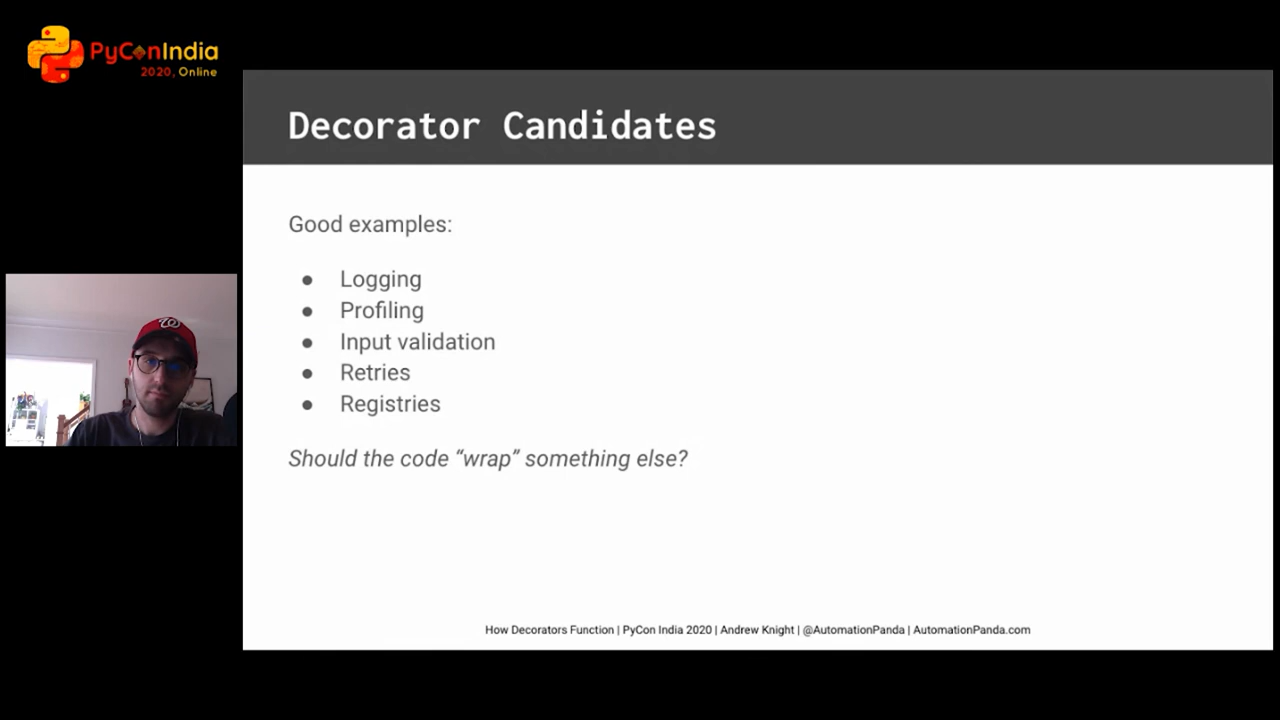 PyConIndia
2020, Online
Decorator Candidates
Good examples:
● Logging
● Profiling
● Input validation
● Retries
● Registries
Should the code “wrap” something else?
W
How Decorators Function | PyCon India 2020 | Andrew Knight | @AutomationPanda | AutomationPanda.com